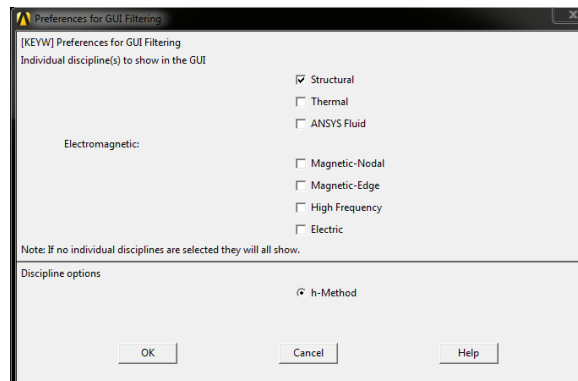 Preferences for GUI Filtering
[KEYW] Preferences for GUI Filtering
Individual discipline(s) to show in the GUI
Structural
Thermal
ANSYS Fluid
Electromagnetic:
Magnetic-Nodal
Magnetic-Edge
High Frequency
Electric
Note: If no individual disciplines are selected they will all show.
Discipline options
h-Method
OK Cancel Help